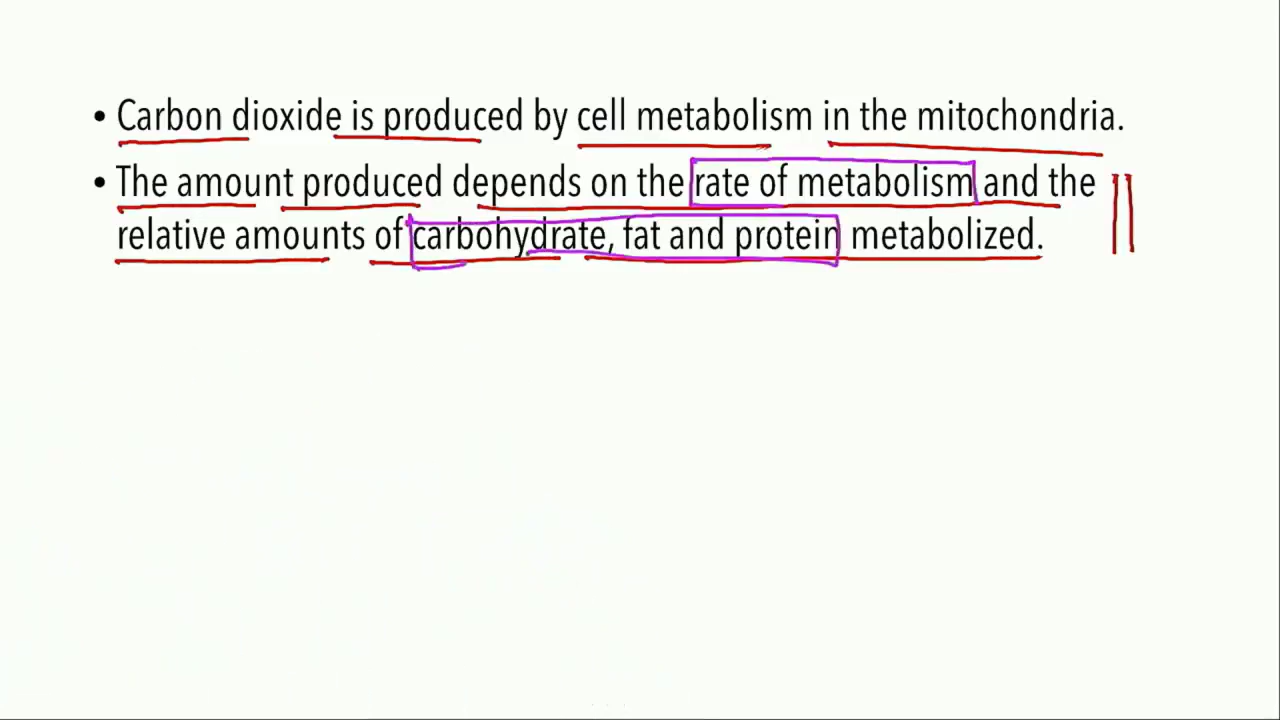 • Carbon dioxide is produced by cell metabolism in the mitochondria.
• The amount produced depends on the rate of metabolism and the
relative amounts of carbohydrate, fat and protein metabolized.